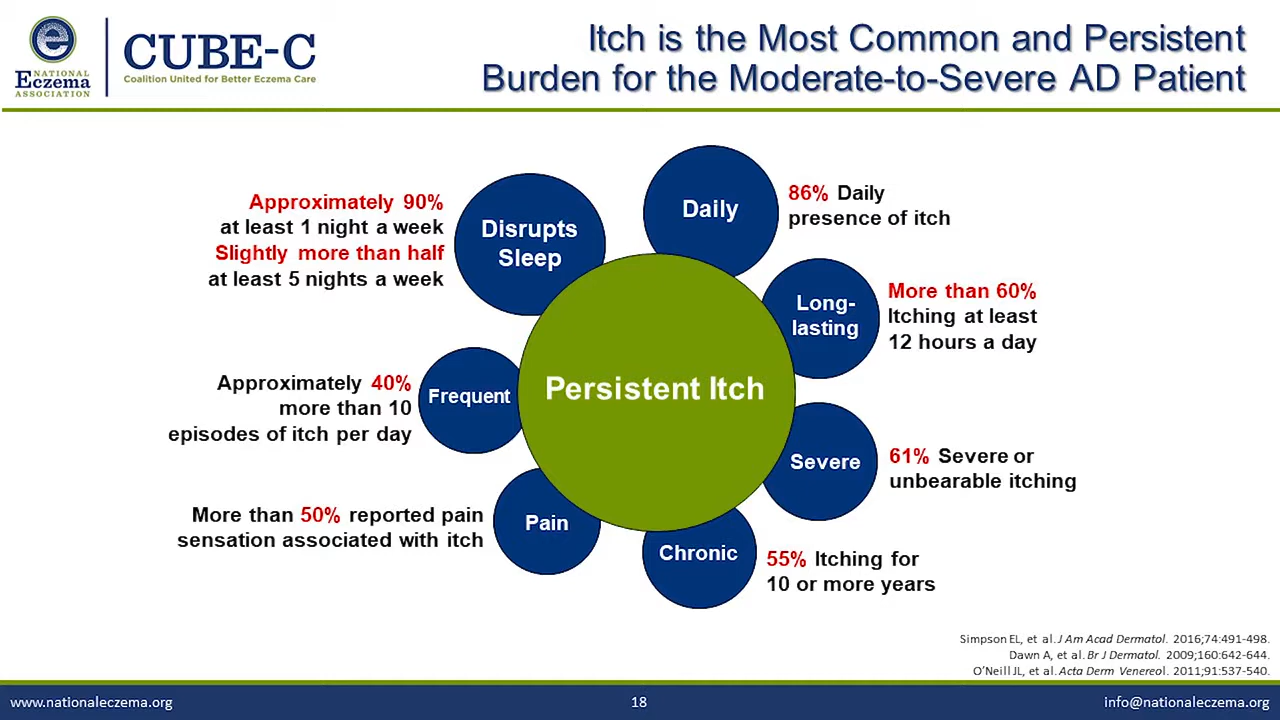 NATIONAL
Eczema
ASSOCIATION
CUBE-C
Coalition United for Better Eczema Care
Itch is the Most Common and Persistent
Burden for the Moderate-to-Severe AD Patient
Approximately 90%
at least 1 night a week
Slightly more than half
at least 5 nights a week
Disrupts
Sleep
Daily
86% Daily
presence of itch
Long-
lasting
More than 60%
Itching at least
12 hours a day
Approximately 40%
more than 10
episodes of itch per day
Frequent
Persistent Itch
Severe
61% Severe or
unbearable itching
More than 50% reported pain
sensation associated with itch
Pain
Chronic
55% Itching for
10 or more years
Simpson EL, et al. J Am Acad Dermatol. 2016;74:491-498.
Dawn A, et al. Br J Dermatol. 2009;160:642-644.
O’Neill JL, et al. Acta Derm Venereol. 2011;91:537-540.
www.nationaleczema.org
18
info@nationaleczema.org